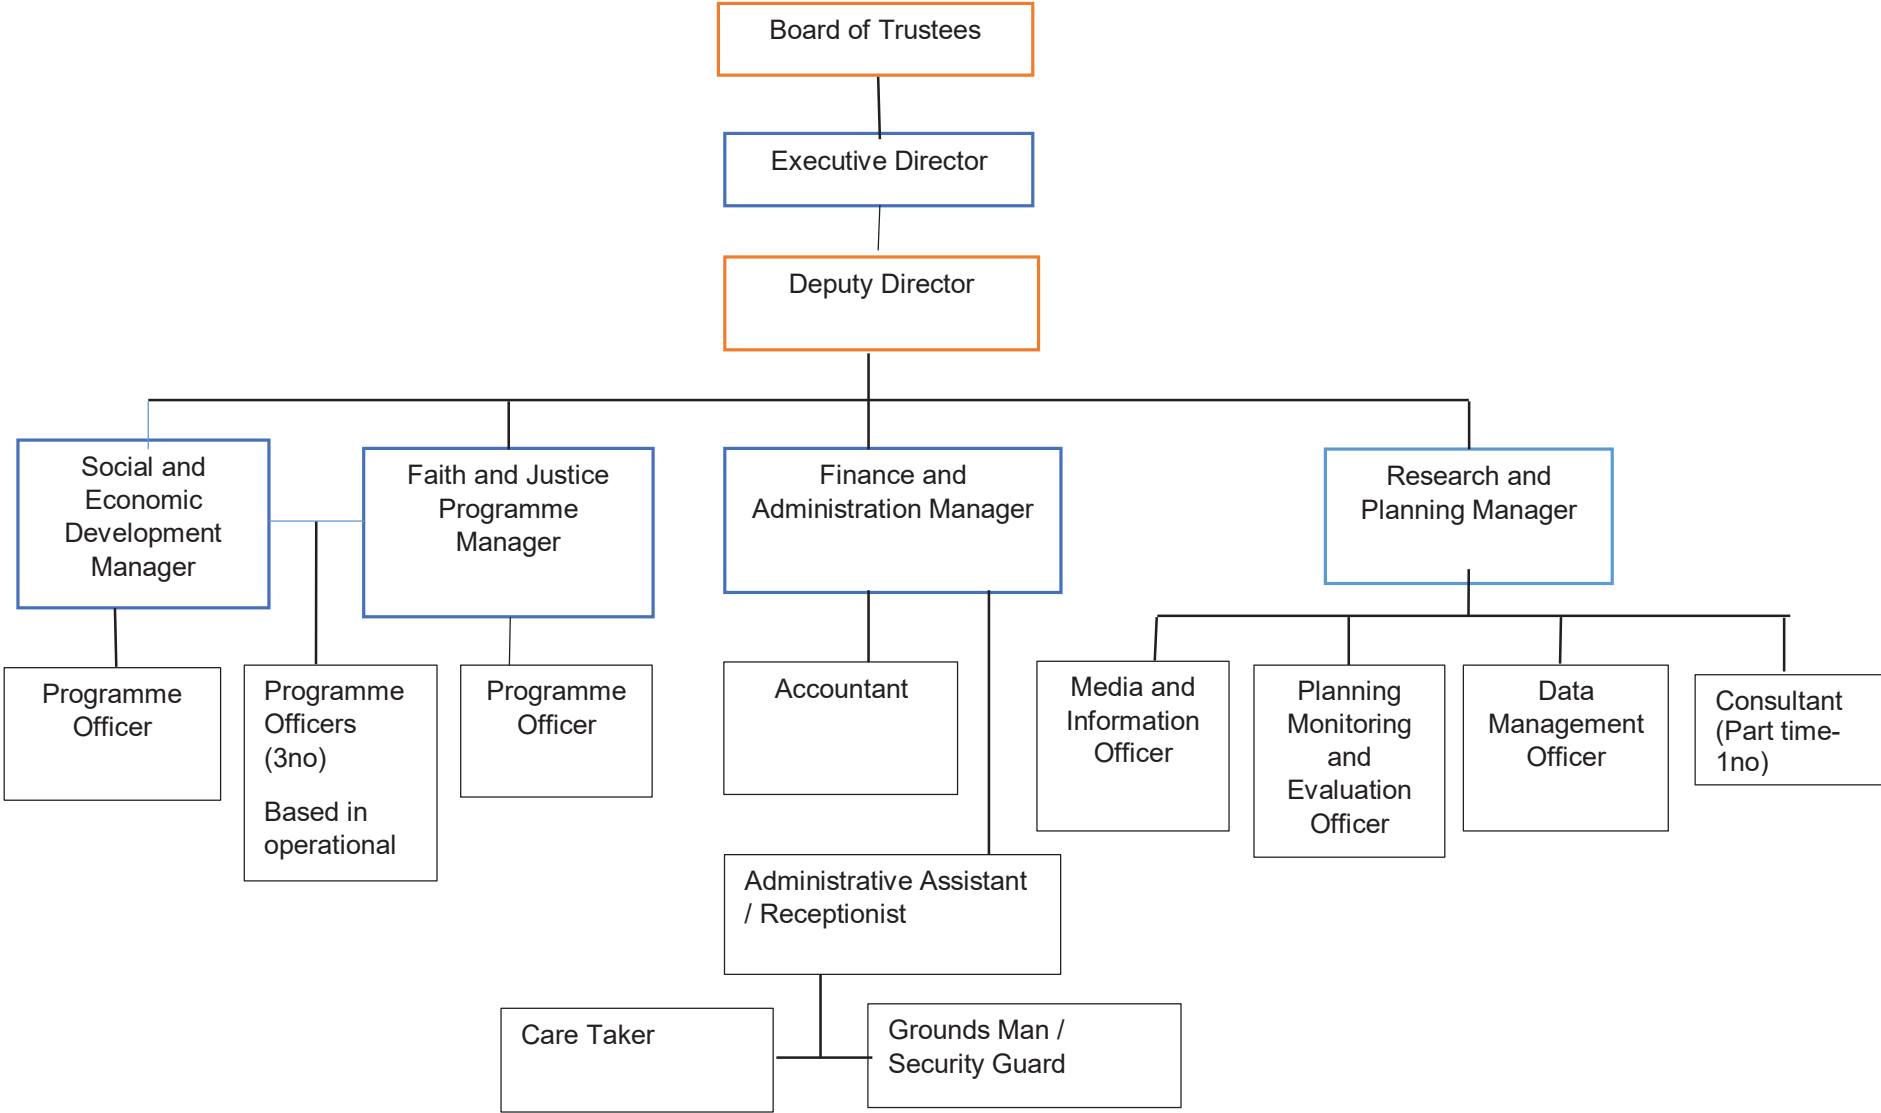 Board of Trustees
Executive Director
Deputy Director
Social and
Economic
Development
Manager
Faith and Justice
Programme
Manager
Finance and
Administration Manager
Research and
Planning Manager
Programme
Officer
Programme
Officers
(3no)
Based in
operational
Programme
Officer
Accountant
Media and
Information
Officer
Planning
Monitoring
and
Evaluation
Officer
Data
Management
Officer
Consultant
(Part time-
1no)
Administrative Assistant
/ Receptionist
Care Taker
Grounds Man /
Security Guard